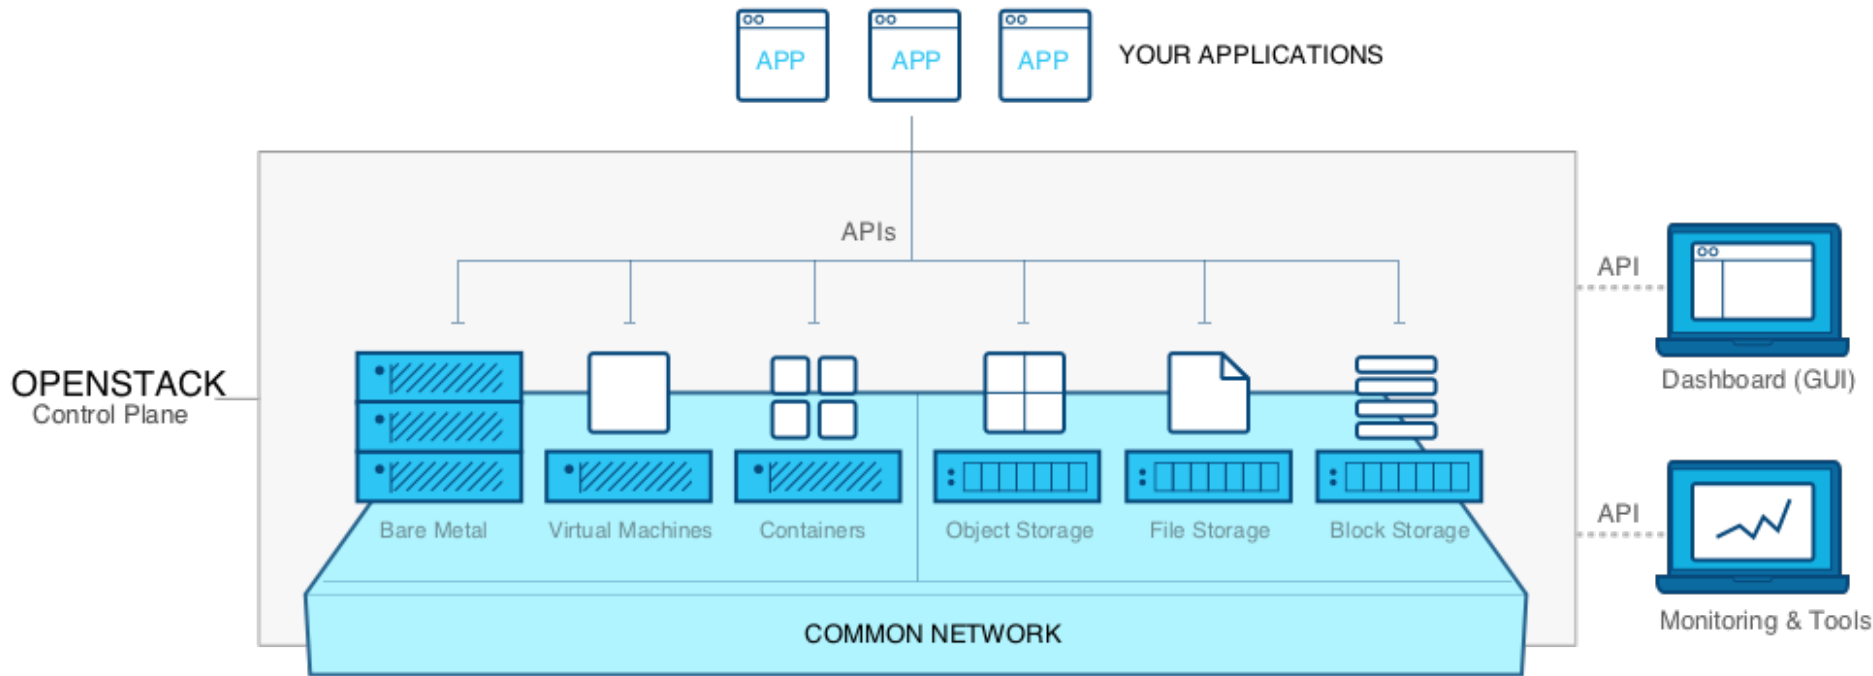 APP
APP
APP
YOUR APPLICATIONS
APIs
API
Dashboard (GUI)
OPENSTACK
Control Plane
Bare Metal
Virtual Machines
Containers
Object Storage
File Storage
Block Storage
API
Monitoring & Tools
COMMON NETWORK